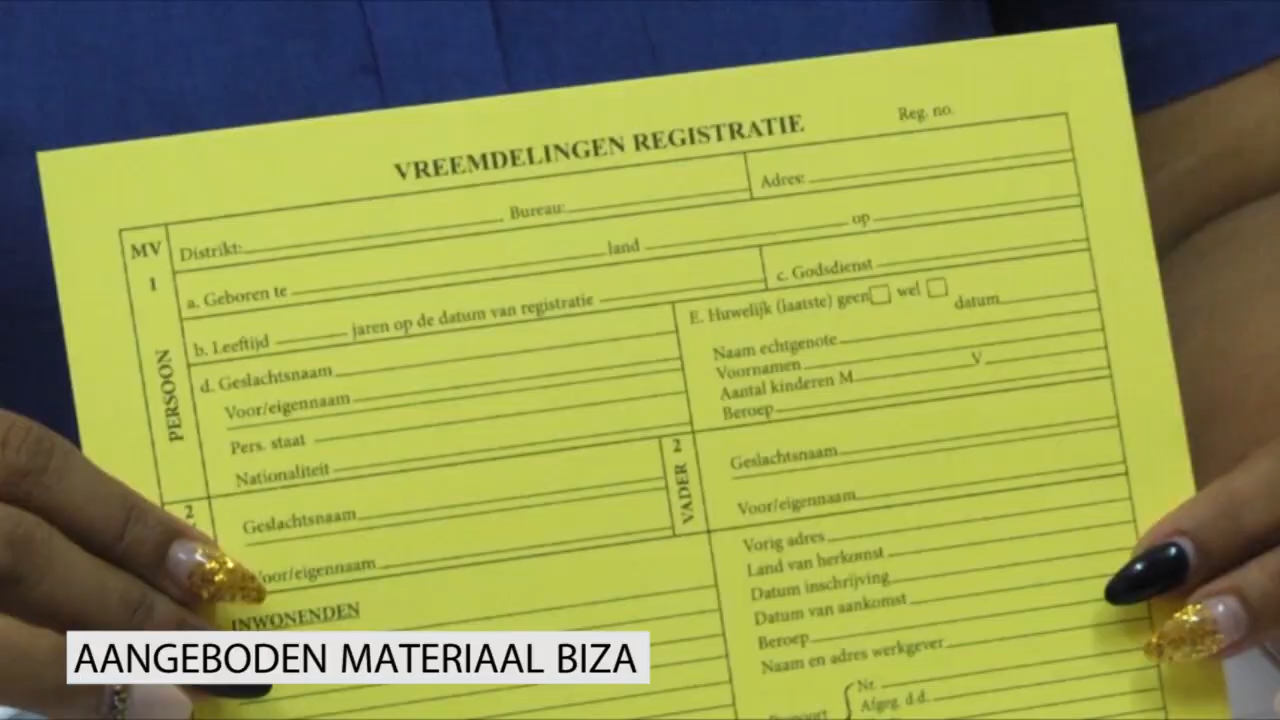 VREEMDELINGEN REGISTRATIE
Reg. no.
MV
1
PERSOON
Distrikt: Bureau:
Adres:
a. Geboren te land op
b. Leeftijd jaren op de datum van registratie
c. Godsdienst
d. Geslachtsnaam
Voor/eigennaam
Pers. staat
Nationaliteit
E. Huwelijk (laatste) geen wel
datum
Naam echtgenote
Voornamen
Aantal kinderen M V
Beroep
2
Geslachtsnaam
Voor/eigennaam
VADER 2
Geslachtsnaam
Voor/eigennaam
INWONENDEN
Vorig adres
Land van herkomst
Datum inschrijving
Datum van aankomst
Beroep
Naam en adres werkgever
Nr.
Afgeg. d.d.
AANGEBODEN MATERIAAL BIZA